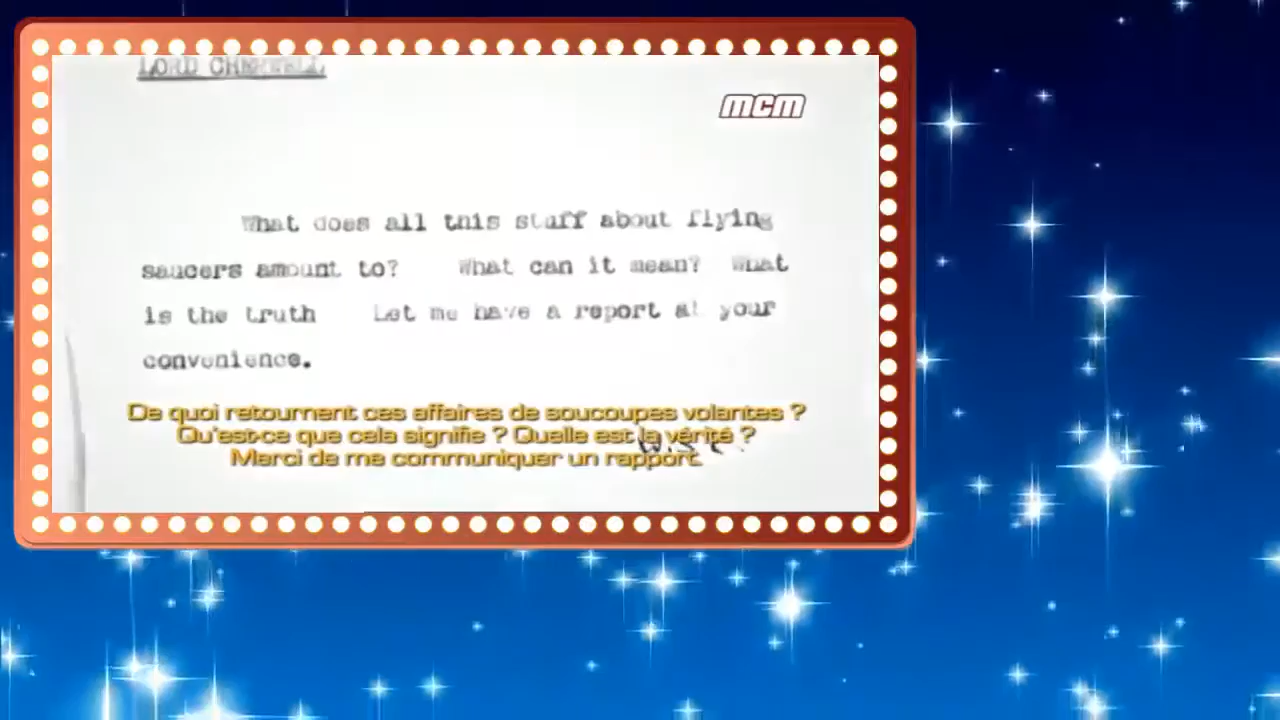 LORD CHERWELL
mcm
What does all this stuff about flying
saucers amount to? What can it mean? What
is the truth Let me have a report at your
convenience.
De quoi retournent ces affaires de soucoupes volantes ?
Qu'est-ce que cela signifie ? Quelle est la vérité ?
Merci de me communiquer un rapport.